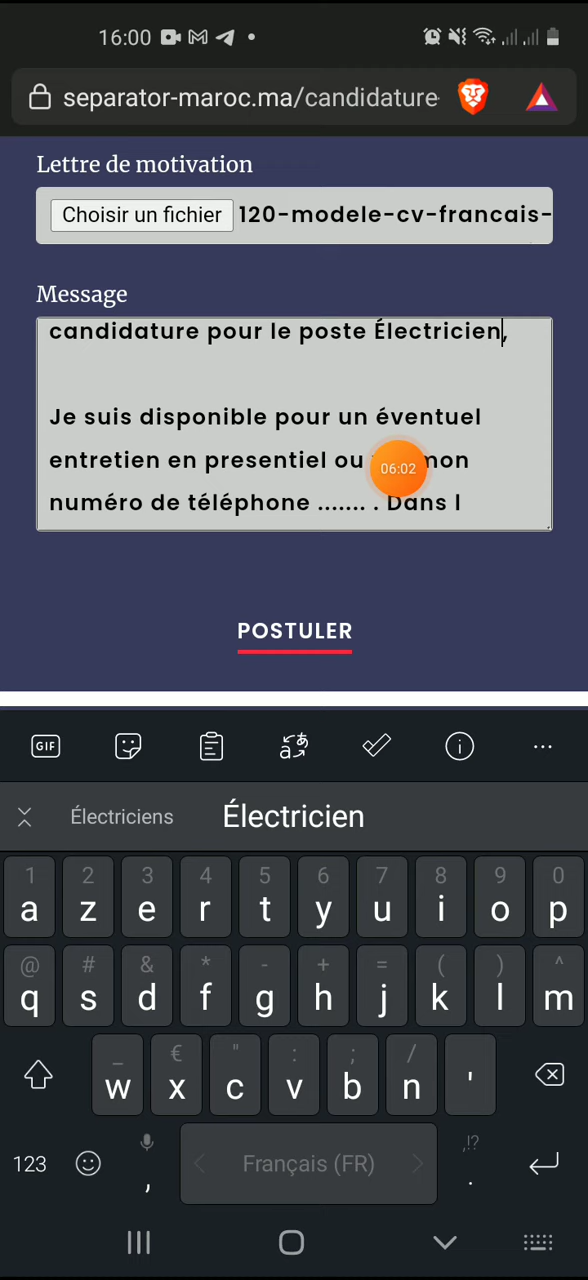 16:00
separator-maroc.ma/candidature
Lettre de motivation
Choisir un fichier 120-modele-cv-francais-
Message
candidature pour le poste Électricien,
Je suis disponible pour un éventuel
entretien en presentiel ou mon
numéro de téléphone ....... . Dans l
06:02
POSTULER
GIF
Électriciens Électricien
1 2 3 4 5 6 7 8 9 0
a z e r t y u i o p
@ # & * - + = ( ) ^
q s d f g h j k l m
_ € " : ; /
w x c v b n '
,!?
123 , Français (FR) .